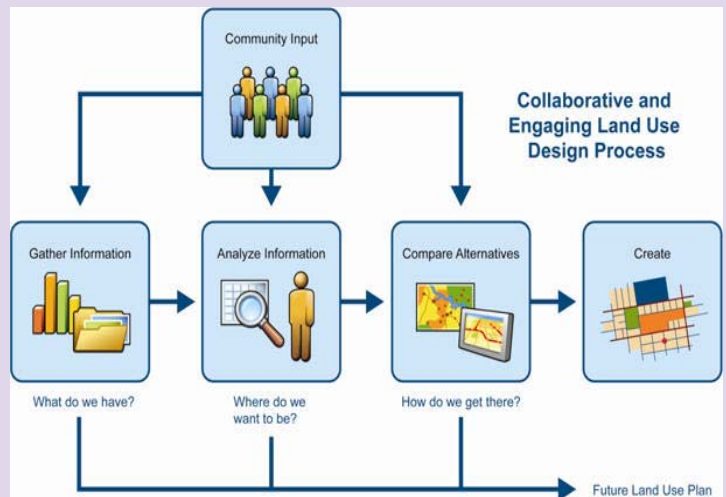 Community Input
Collaborative and
Engaging Land Use
Design Process
Gather Information
Analyze Information
Compare Alternatives
Create
What do we have?
Where do we
want to be?
How do we get there?
Future Land Use Plan